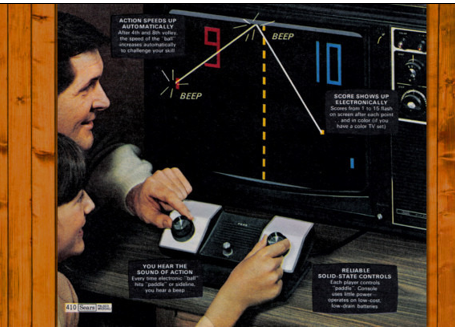 ACTION SPEEDS UP
AUTOMATICALLY
After 4th and 8th volley,
the speed of the "ball"
increases automatically
to challenge your skill
BEEP
9
10
BEEP
SCORE SHOWS UP
ELECTRONICALLY
Scores from 1 to 15 flash
on screen after each point
and in color (if you
have a color TV set)
YOU HEAR THE
SOUND OF ACTION
Every time electronic "ball"
hits "paddle" or sideline,
you hear a beep
RELIABLE
SOLID-STATE CONTROLS
Each player controls
"paddle". Console
uses little power
operates on low-cost,
low-drain batteries
410 Sears